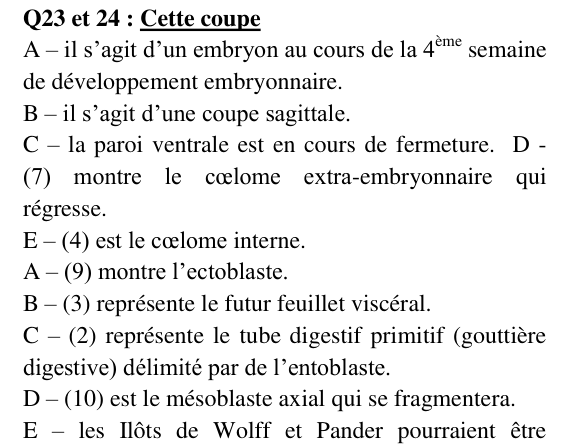 Q23 et 24 : Cette coupe
A – il s’agit d’un embryon au cours de la 4ème semaine
de développement embryonnaire.
B – il s’agit d’une coupe sagittale.
C – la paroi ventrale est en cours de fermeture. D -
(7) montre le cœlome extra-embryonnaire qui
régresse.
E – (4) est le cœlome interne.
A – (9) montre l’ectoblaste.
B – (3) représente le futur feuillet viscéral.
C – (2) représente le tube digestif primitif (gouttière
digestive) délimité par de l’entoblaste.
D – (10) est le mésoblaste axial qui se fragmentera.
E – les Ilôts de Wolff et Pander pourraient être